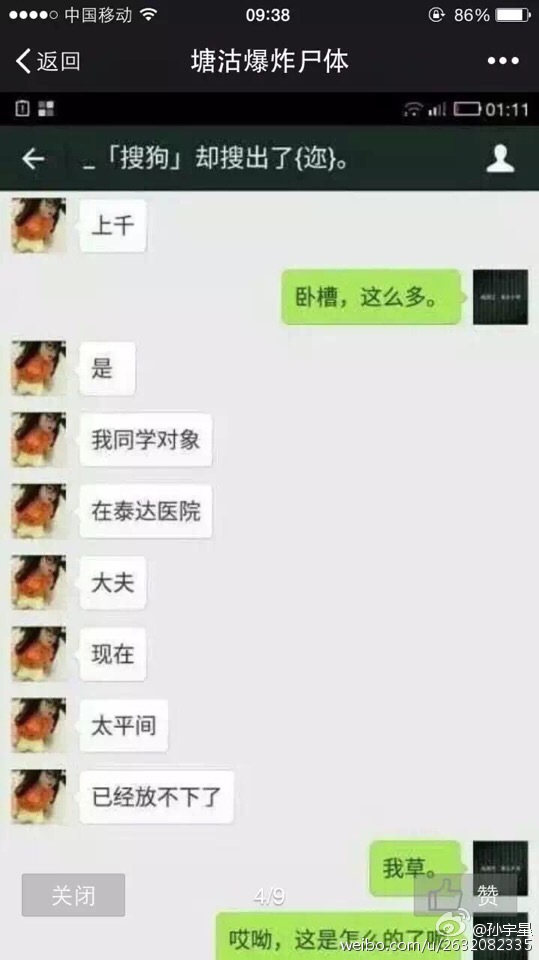 中国移动
09:38
86%
返回
塘沽爆炸尸体
01:11
_「搜狗」却搜出了{迩}。
上千
卧槽，这么多。
是
我同学对象
在泰达医院
大夫
现在
太平间
已经放不下了
我草。
关闭
4/9
赞
哎呦，这是怎么的了呢
@孙宇星
weibo.com/u/2632082335